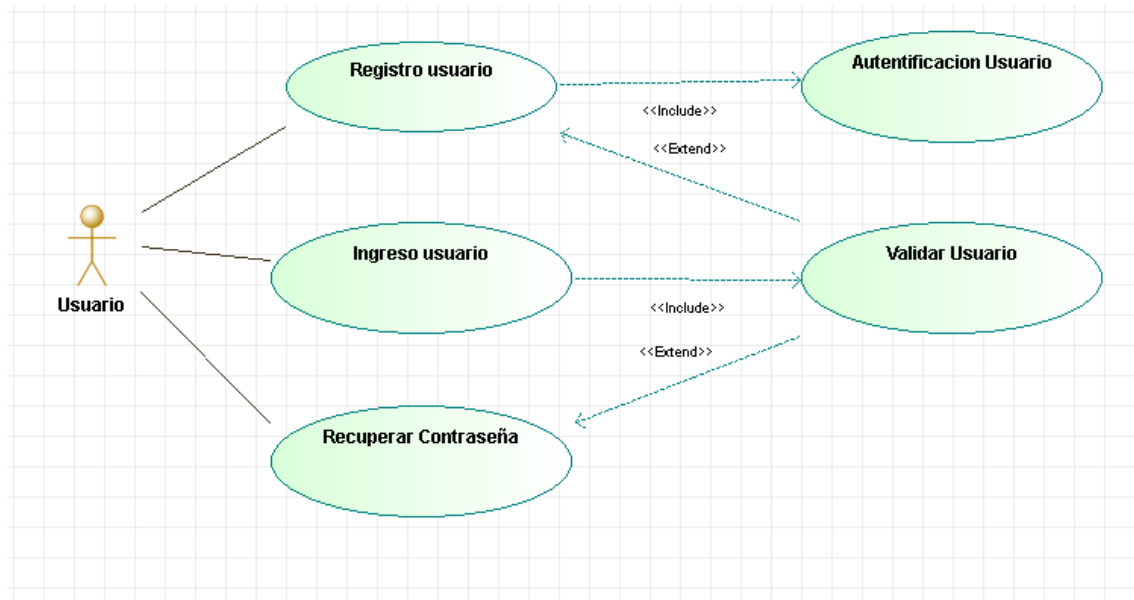 Registro usuario
Autentificacion Usuario
<<Include>>
<<Extend>>
Ingreso usuario
Validar Usuario
Usuario
<<Include>>
<<Extend>>
Recuperar Contraseña